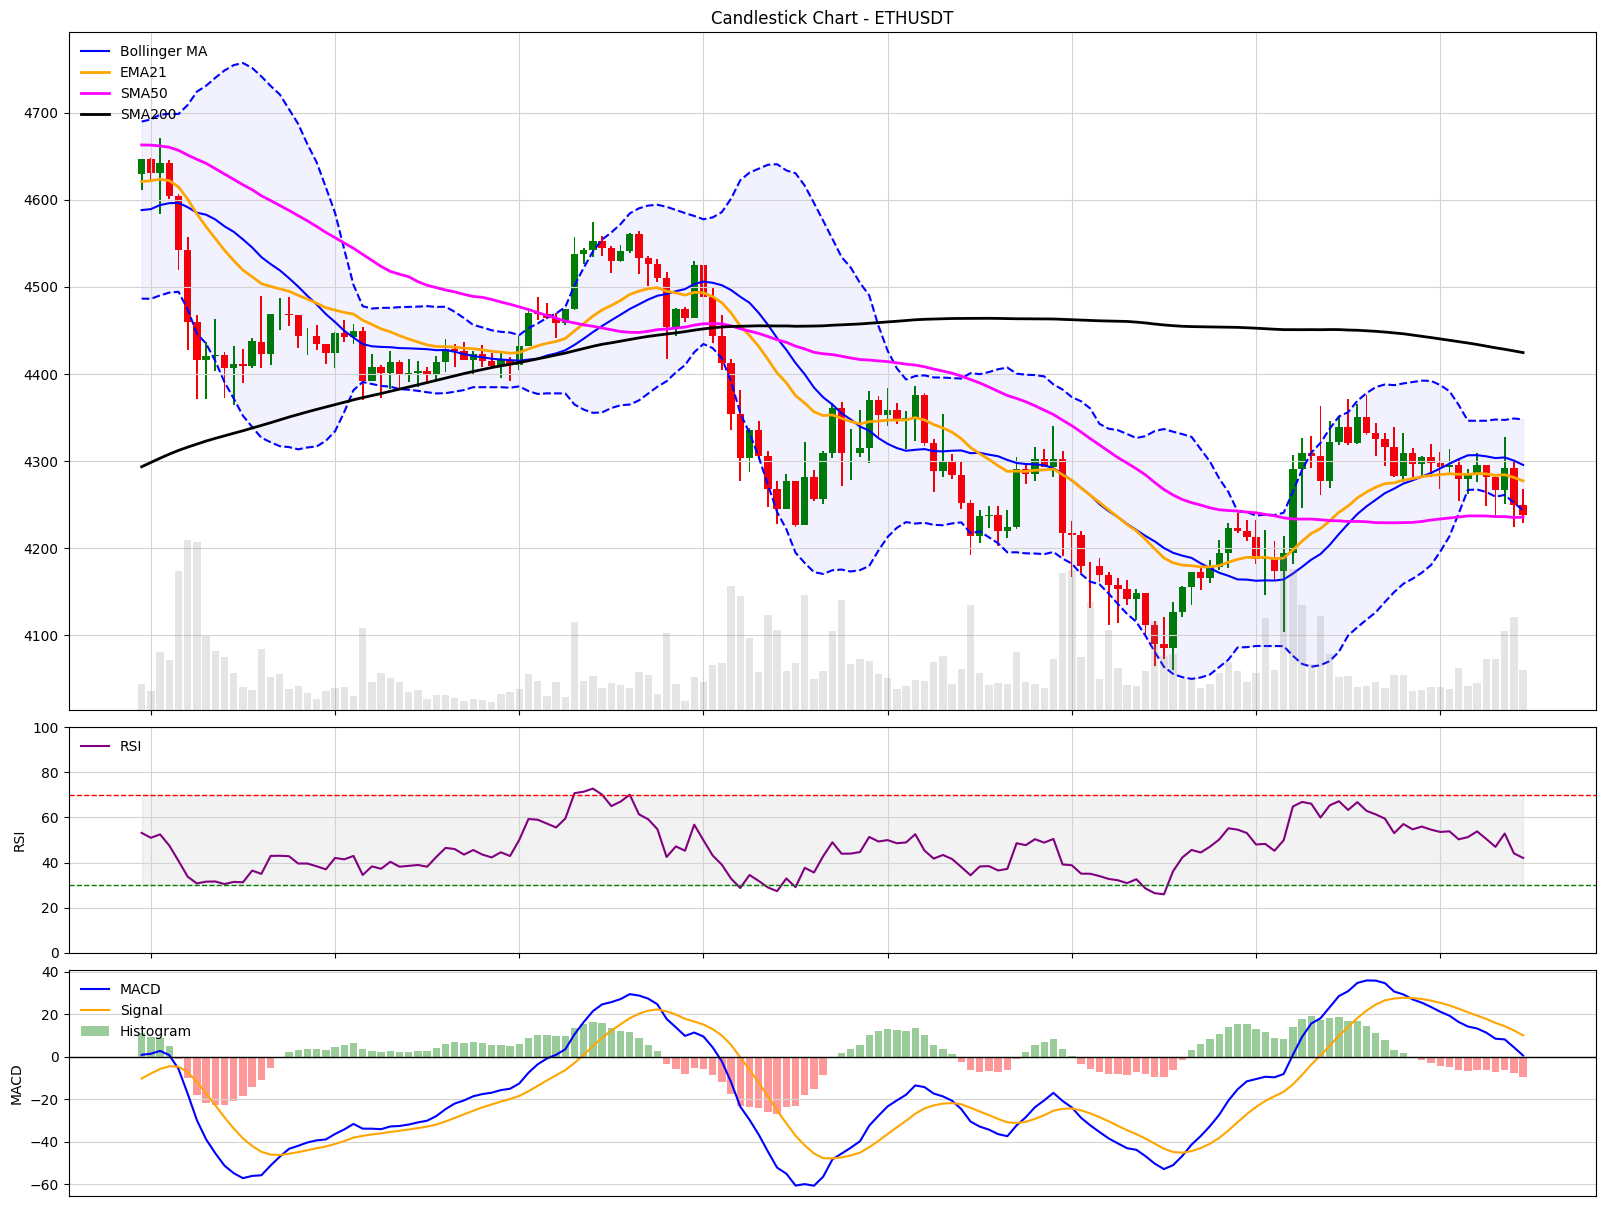 Candlestick Chart - ETHUSDT
Bollinger MA
EMA21
SMA50
SMA200
4700
4600
4500
4400
4300
4200
4100
RSI
100
80
60
40
20
0
RSI
MACD
Signal
Histogram
40
20
0
−20
−40
−60
MACD